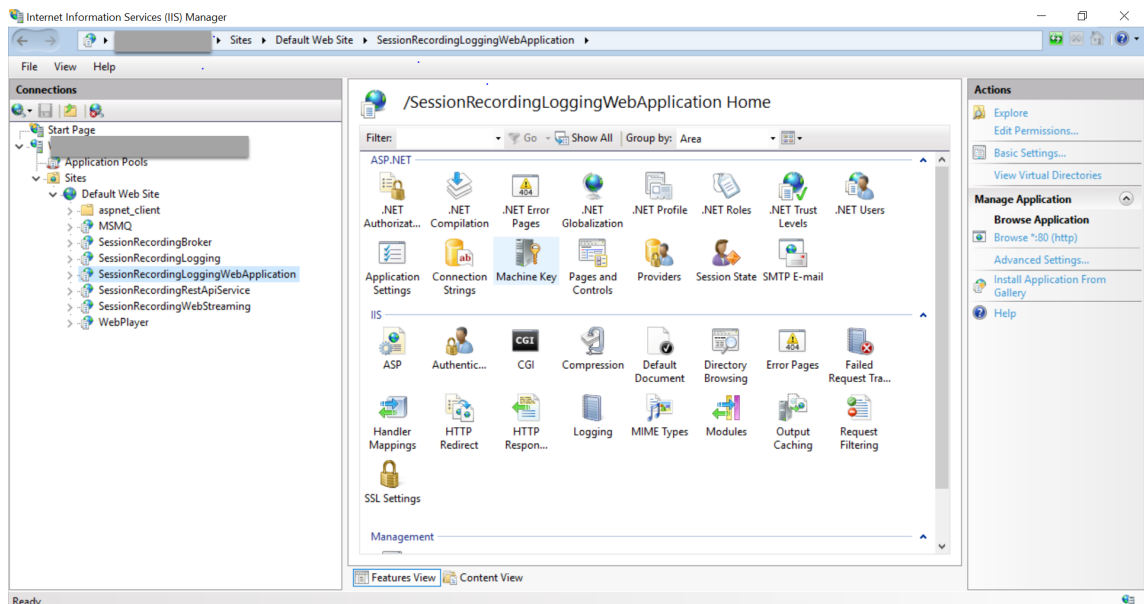 Internet Information Services (IIS) Manager
Sites Default Web Site SessionRecordingLoggingWebApplication
File View Help
Connections
Start Page
Application Pools
Sites
Default Web Site
aspnet_client
MSMQ
SessionRecordingBroker
SessionRecordingLogging
SessionRecordingLoggingWebApplication
SessionRecordingRestApiService
SessionRecordingWebStreaming
WebPlayer
/SessionRecordingLoggingWebApplication Home
Filter: Go Show All Group by: Area
ASP.NET
.NET Authorizat...
.NET Compilation
.NET Error Pages
.NET Globalization
.NET Profile
.NET Roles
.NET Trust Levels
.NET Users
Application Settings
Connection Strings
Machine Key
Pages and Controls
Providers
Session State
SMTP E-mail
IIS
ASP
Authentic...
CGI
Compression
Default Document
Directory Browsing
Error Pages
Failed Request Tra...
Handler Mappings
HTTP Redirect
HTTP Respon...
Logging
MIME Types
Modules
Output Caching
Request Filtering
SSL Settings
Management
Features View Content View
Actions
Explore
Edit Permissions...
Basic Settings...
View Virtual Directories
Manage Application
Browse Application
Browse *:80 (http)
Advanced Settings...
Install Application From
Gallery
Help
Ready